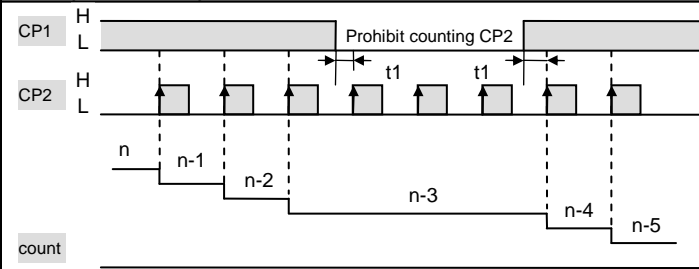 CP1 H
L Prohibit counting CP2
t1 t1
CP2 H
L
n n-1 n-2 n-3 n-4 n-5
count